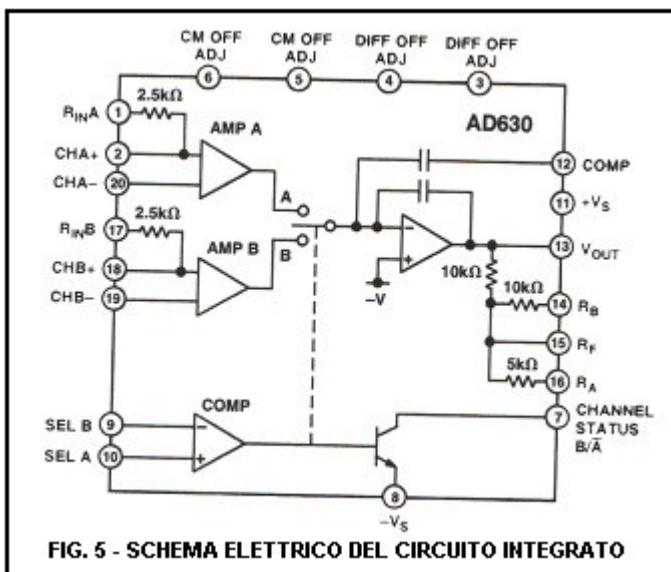 CM OFF ADJ
6
CM OFF ADJ
5
DIFF OFF ADJ
4
DIFF OFF ADJ
3
AD630
RINA
1
2.5kΩ
CHA+
2
CHA–
20
AMP A
RINB
17
2.5kΩ
CHB+
18
CHB–
19
AMP B
A
B
12
COMP
11
+VS
–
+
–V
13
VOUT
10kΩ
10kΩ
14
RB
15
RF
5kΩ
16
RA
SEL B
9
SEL A
10
COMP
–
+
7
CHANNEL
STATUS
B/A̅
8
–VS
FIG. 5 - SCHEMA ELETTRICO DEL CIRCUITO INTEGRATO